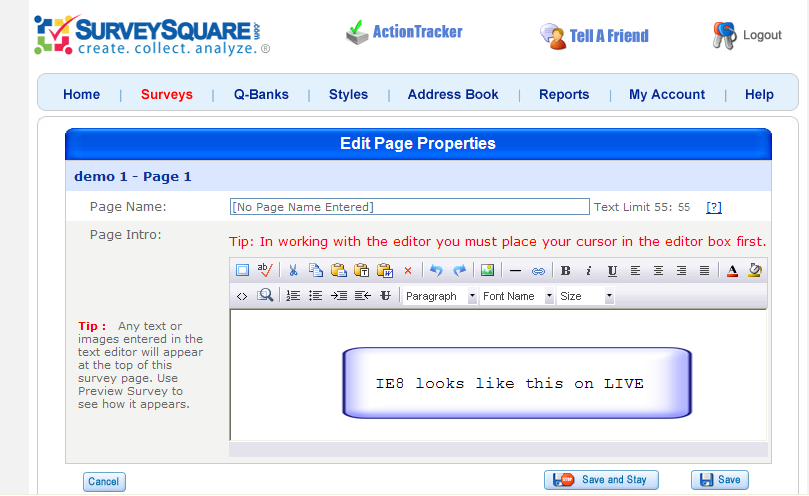 SURVEYSQUARE.com
create. collect. analyze. ®
ActionTracker
Tell A Friend
Logout
Home | Surveys | Q-Banks | Styles | Address Book | Reports | My Account | Help
Edit Page Properties
demo 1 - Page 1
Page Name:
[No Page Name Entered]
Text Limit 55: 55
[?]
Page Intro:
Tip: In working with the editor you must place your cursor in the editor box first.
B i U
A
Paragraph
Font Name
Size
Tip : Any text or
images entered in the
text editor will appear
at the top of this
survey page. Use
Preview Survey to
see how it appears.
IE8 looks like this on LIVE
Cancel
Save and Stay
Save